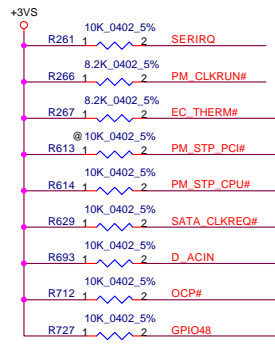 +3VS
10K_0402_5%
R261 1 2 SERIRQ
8.2K_0402_5%
R266 1 2 PM_CLKRUN#
8.2K_0402_5%
R267 1 2 EC_THERM#
@ 10K_0402_5%
R613 1 2 PM_STP_PCI#
10K_0402_5%
R614 1 2 PM_STP_CPU#
10K_0402_5%
R629 1 2 SATA_CLKREQ#
10K_0402_5%
R693 1 2 D_ACIN
10K_0402_5%
R712 1 2 OCP#
10K_0402_5%
R727 1 2 GPIO48